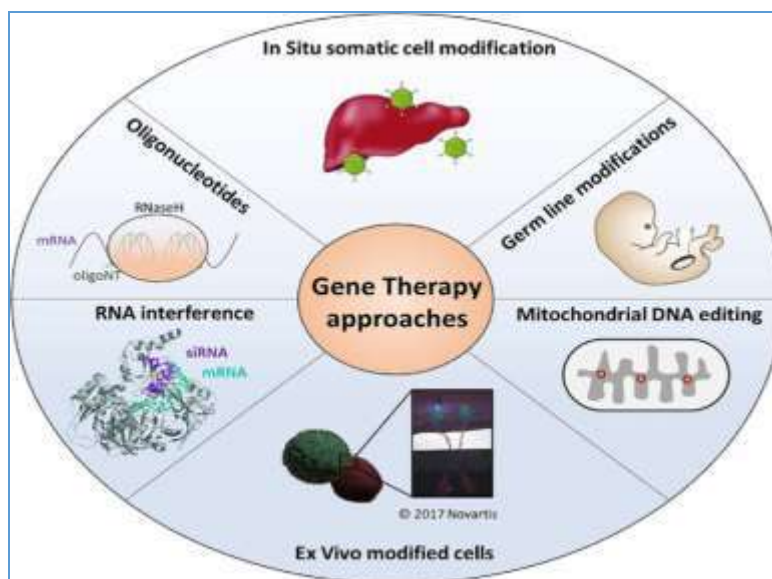 In Situ somatic cell modification
Oligonucleotides
RNaseH
mRNA
oligoNT
Germ line modifications
Gene Therapy
approaches
RNA interference
siRNA
mRNA
Mitochondrial DNA editing
© 2017 Novartis
Ex Vivo modified cells